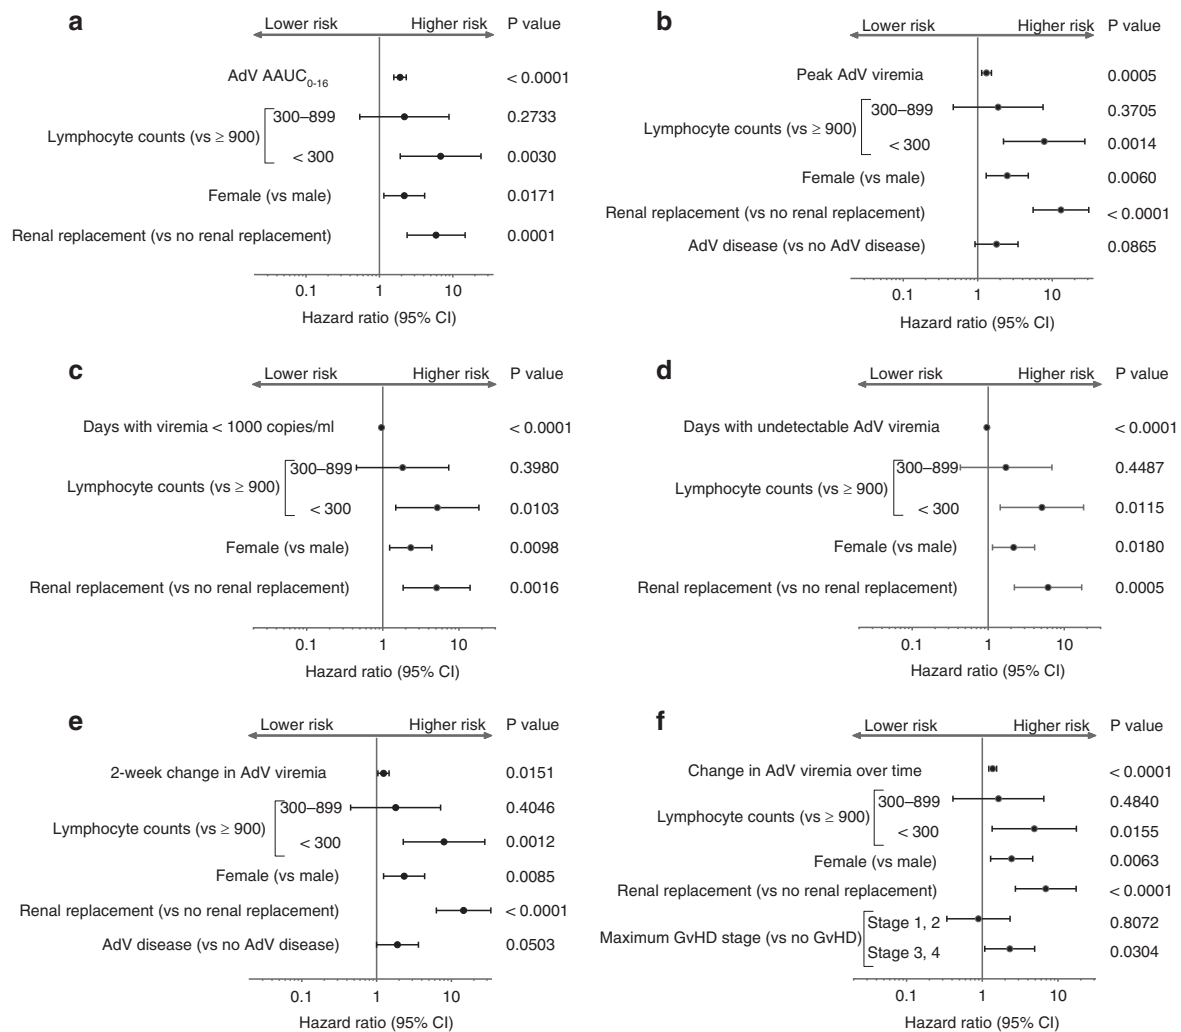 a
Lower risk Higher risk P value
AdV AAUC0-16 < 0.0001
300–899 0.2733
Lymphocyte counts (vs ≥ 900)
< 300 0.0030
Female (vs male) 0.0171
Renal replacement (vs no renal replacement) 0.0001
0.1 1 10
Hazard ratio (95% CI)
b
Lower risk Higher risk P value
Peak AdV viremia 0.0005
300–899 0.3705
Lymphocyte counts (vs ≥ 900)
< 300 0.0014
Female (vs male) 0.0060
Renal replacement (vs no renal replacement) < 0.0001
AdV disease (vs no AdV disease) 0.0865
0.1 1 10
Hazard ratio (95% CI)
c
Lower risk Higher risk P value
Days with viremia < 1000 copies/ml < 0.0001
300–899 0.3980
Lymphocyte counts (vs ≥ 900)
< 300 0.0103
Female (vs male) 0.0098
Renal replacement (vs no renal replacement) 0.0016
0.1 1 10
Hazard ratio (95% CI)
d
Lower risk Higher risk P value
Days with undetectable AdV viremia < 0.0001
300–899 0.4487
Lymphocyte counts (vs ≥ 900)
< 300 0.0115
Female (vs male) 0.0180
Renal replacement (vs no renal replacement) 0.0005
0.1 1 10
Hazard ratio (95% CI)
e
Lower risk Higher risk P value
2-week change in AdV viremia 0.0151
300–899 0.4046
Lymphocyte counts (vs ≥ 900)
< 300 0.0012
Female (vs male) 0.0085
Renal replacement (vs no renal replacement) < 0.0001
AdV disease (vs no AdV disease) 0.0503
0.1 1 10
Hazard ratio (95% CI)
f
Lower risk Higher risk P value
Change in AdV viremia over time < 0.0001
300–899 0.4840
Lymphocyte counts (vs ≥ 900)
< 300 0.0155
Female (vs male) 0.0063
Renal replacement (vs no renal replacement) < 0.0001
Stage 1, 2 0.8072
Maximum GvHD stage (vs no GvHD)
Stage 3, 4 0.0304
0.1 1 10
Hazard ratio (95% CI)